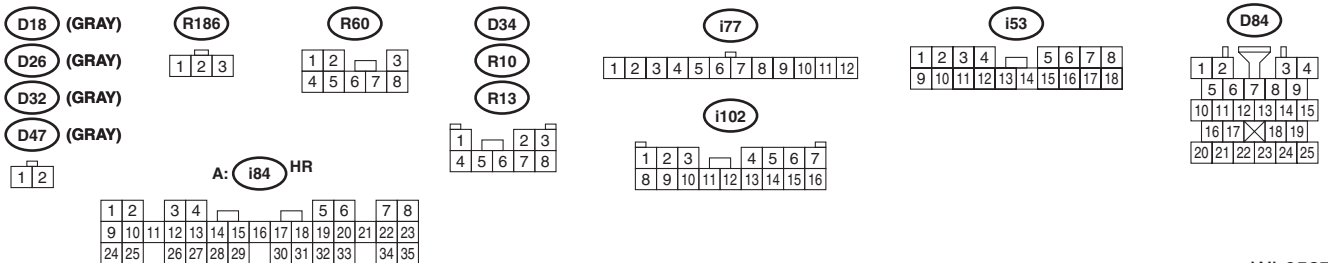 D18 (GRAY)
D26 (GRAY)
D32 (GRAY)
D47 (GRAY)
1 2
R186
1 2 3
R60
1 2 3
4 5 6 7 8
D34
R10
R13
1 2 3
4 5 6 7 8
i77
1 2 3 4 5 6 7 8 9 10 11 12
i102
1 2 3 4 5 6 7
8 9 10 11 12 13 14 15 16
i53
1 2 3 4 5 6 7 8
9 10 11 12 13 14 15 16 17 18
D84
1 2 3 4
5 6 7 8 9
10 11 12 13 14 15
16 17 18 19
20 21 22 23 24 25
A: i84 HR
1 2 3 4 5 6 7 8
9 10 11 12 13 14 15 16 17 18 19 20 21 22 23
24 25 26 27 28 29 30 31 32 33 34 35